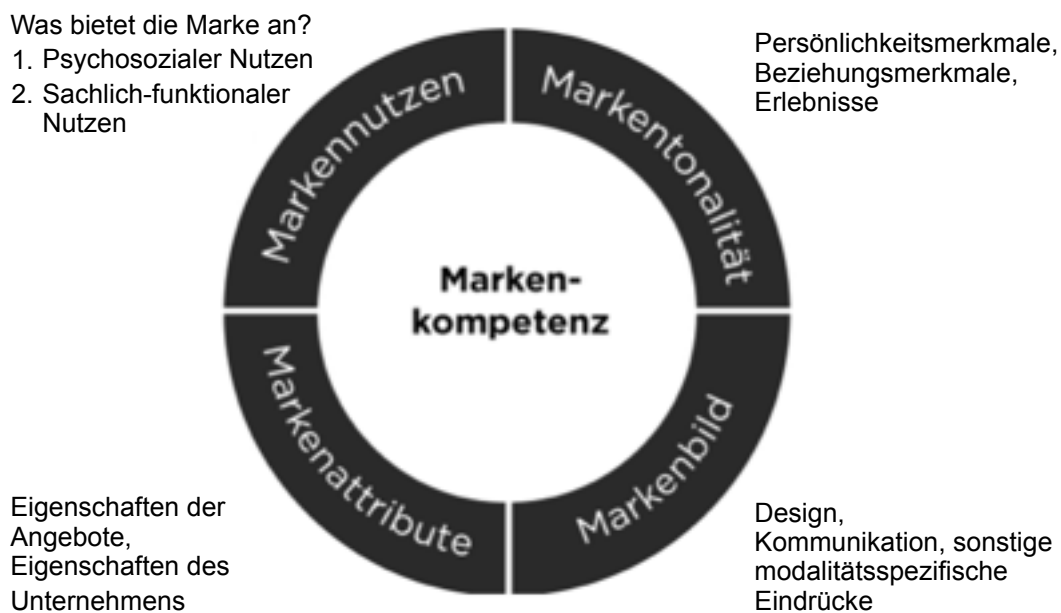 Was bietet die Marke an?
1. Psychosozialer Nutzen
2. Sachlich-funktionaler
Nutzen
Persönlichkeitsmerkmale,
Beziehungsmerkmale,
Erlebnisse
Markennutzen
Markentonalität
Marken-
kompetenz
Markenattribute
Markenbild
Eigenschaften der
Angebote,
Eigenschaften des
Unternehmens
Design,
Kommunikation, sonstige
modalitätsspezifische
Eindrücke